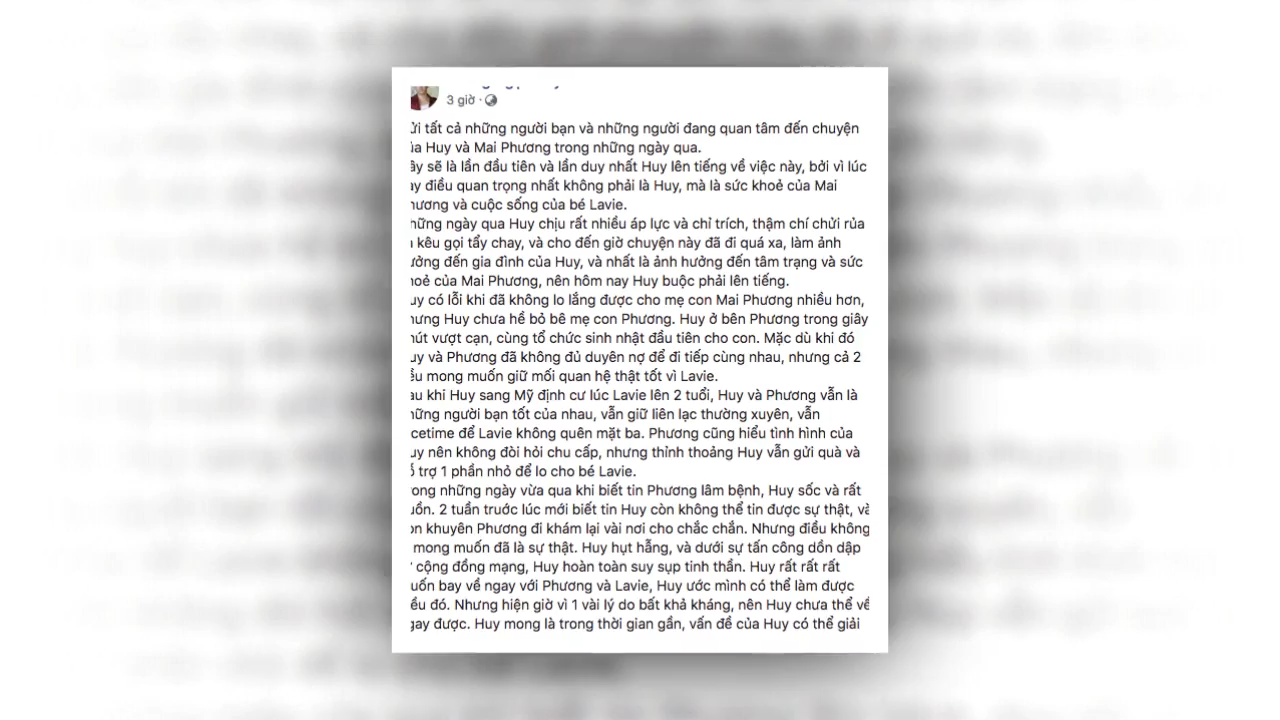 3 giờ ·
ửi tất cả những người bạn và những người đang quan tâm đến chuyện
ủa Huy và Mai Phương trong những ngày qua.
ây sẽ là lần đầu tiên và lần duy nhất Huy lên tiếng về việc này, bởi vì lúc
ày điều quan trọng nhất không phải là Huy, mà là sức khoẻ của Mai
hương và cuộc sống của bé Lavie.
hững ngày qua Huy chịu rất nhiều áp lực và chỉ trích, thậm chí chửi rủa
à kêu gọi tẩy chay, và cho đến giờ chuyện này đã đi quá xa, làm ảnh
ưởng đến gia đình của Huy, và nhất là ảnh hưởng đến tâm trạng và sức
hoẻ của Mai Phương, nên hôm nay Huy buộc phải lên tiếng.
uy có lỗi khi đã không lo lắng được cho mẹ con Mai Phương nhiều hơn,
hưng Huy chưa hề bỏ bê mẹ con Phương. Huy ở bên Phương trong giây
hút vượt cạn, cùng tổ chức sinh nhật đầu tiên cho con. Mặc dù khi đó
uy và Phương đã không đủ duyên nợ để đi tiếp cùng nhau, nhưng cả 2
ều mong muốn giữ mối quan hệ thật tốt vì Lavie.
au khi Huy sang Mỹ định cư lúc Lavie lên 2 tuổi, Huy và Phương vẫn là
hững người bạn tốt của nhau, vẫn giữ liên lạc thường xuyên, vẫn
cetime để Lavie không quên mặt ba. Phương cũng hiểu tình hình của
uy nên không đòi hỏi chu cấp, nhưng thỉnh thoảng Huy vẫn gửi quà và
ỗ trợ 1 phần nhỏ để lo cho bé Lavie.
ong những ngày vừa qua khi biết tin Phương lâm bệnh, Huy sốc và rất
uồn. 2 tuần trước lúc mới biết tin Huy còn không thể tin được sự thật, và
òn khuyên Phương đi khám lại vài nơi cho chắc chắn. Nhưng điều không
mong muốn đã là sự thật. Huy hụt hẫng, và dưới sự tấn công dồn dập
cộng đồng mạng, Huy hoàn toàn suy sụp tinh thần. Huy rất rất rất
uốn bay về ngay với Phương và Lavie, Huy ước mình có thể làm được
iều đó. Nhưng hiện giờ vì 1 vài lý do bất khả kháng, nên Huy chưa thể về
gay được. Huy mong là trong thời gian gần, vấn đề của Huy có thể giải